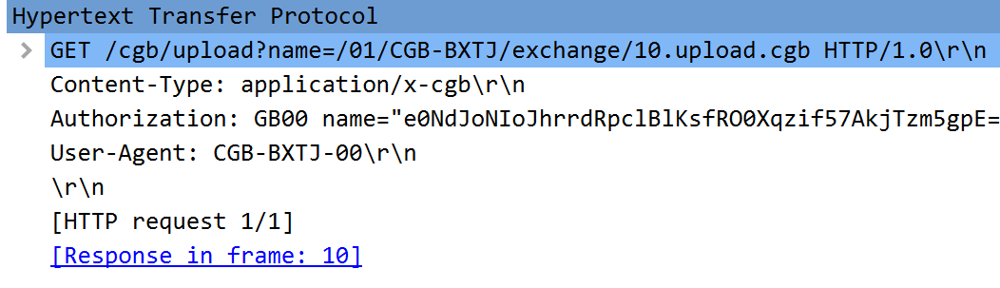 Hypertext Transfer Protocol
GET /cgb/upload?name=/01/CGB-BXTJ/exchange/10.upload.cgb HTTP/1.0\r\n
Content-Type: application/x-cgb\r\n
Authorization: GB00 name="e0NdJoNIoJhrrdRpclBlKsfRO0Xqzif57AkjTzm5gpE=
User-Agent: CGB-BXTJ-00\r\n
\r\n
[HTTP request 1/1]
[Response in frame: 10]